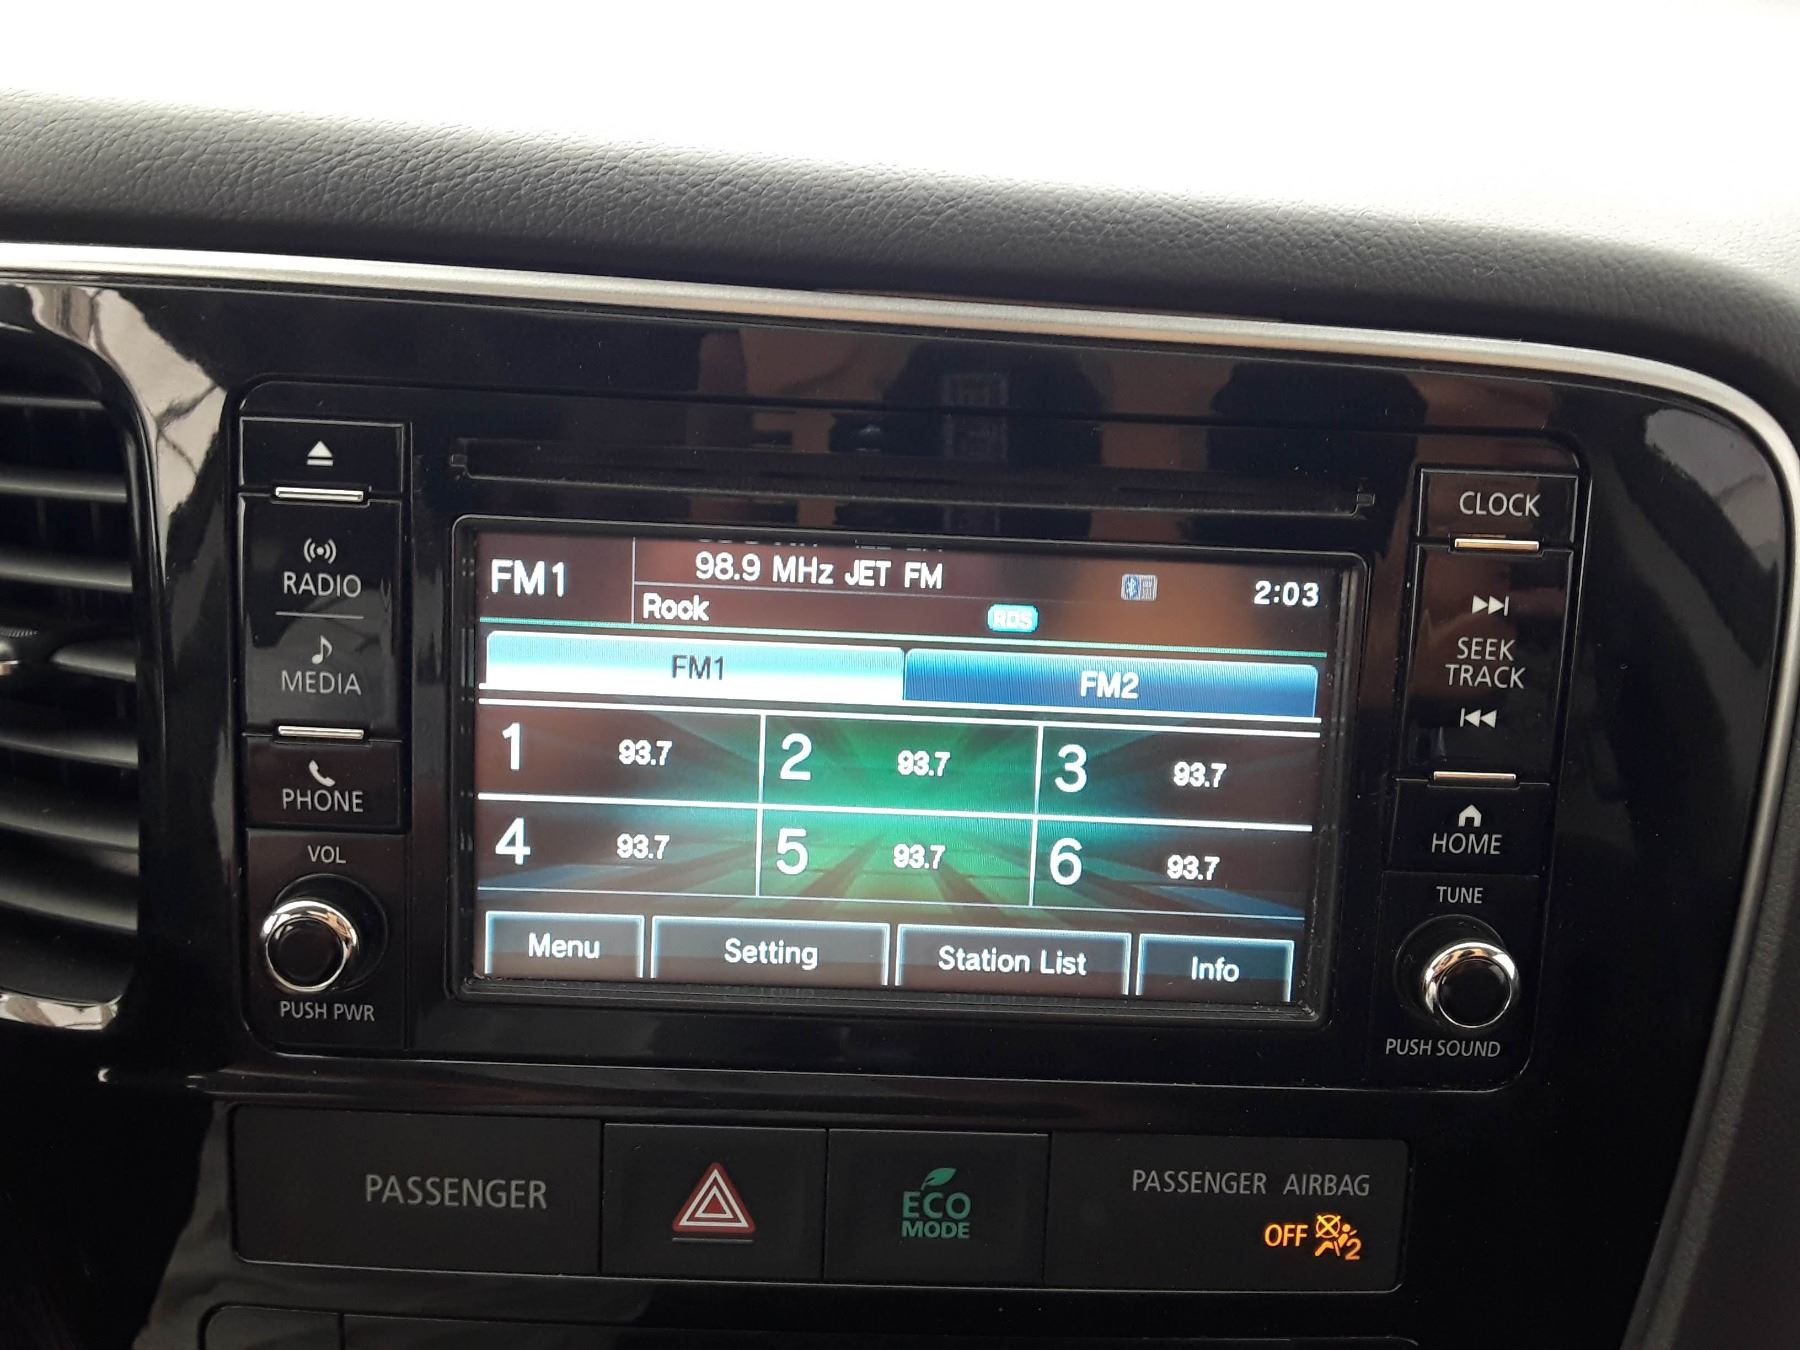 CLOCK
RADIO
MEDIA
PHONE
VOL
PUSH PWR
FM1
98.9 MHz JET FM
2:03
Rock
RDS
FM1
FM2
1 93.7
2 93.7
3 93.7
4 93.7
5 93.7
6 93.7
Menu
Setting
Station List
Info
SEEK
TRACK
HOME
TUNE
PUSH SOUND
PASSENGER
ECO
MODE
PASSENGER AIRBAG
OFF
2